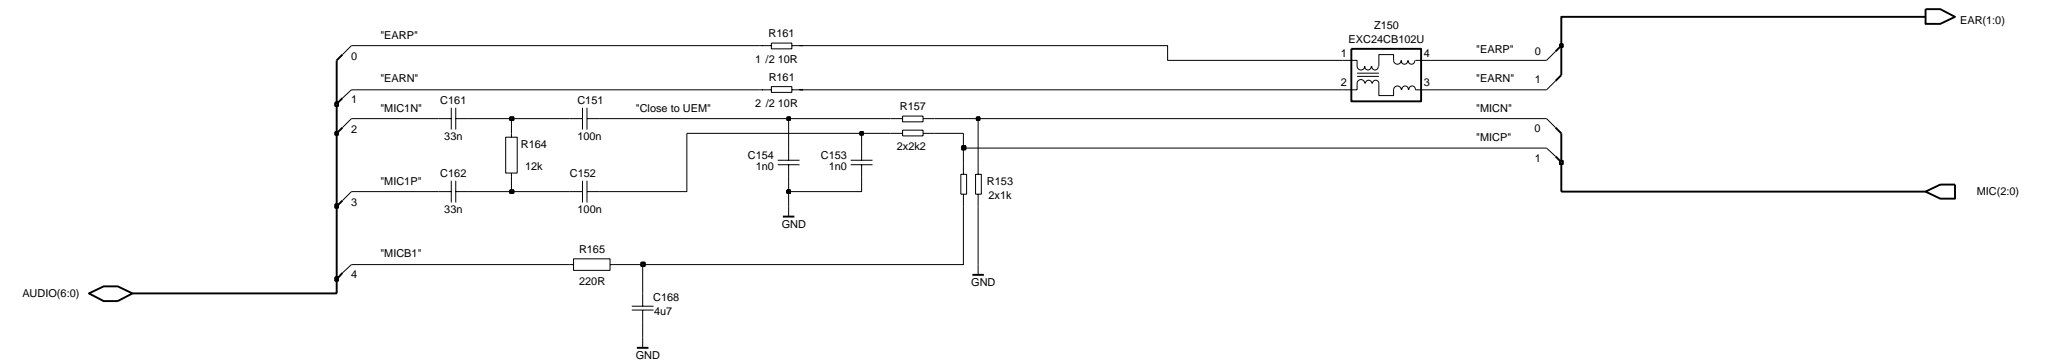 Z150
EXC24CB102U
EAR(1:0)
"EARP"
R161
0
1 /2 10R
1
4
"EARP"
0
"EARN"
R161
2
3
"EARN"
1
1
2 /2 10R
"MIC1N"
C161
C151
"Close to UEM"
R157
"MICN"
2
33n
100n
0
R164
12k
2x2k2
"MICP"
1
C154
1n0
C153
1n0
"MIC1P"
C162
C152
R153
2x1k
3
33n
100n
MIC(2:0)
GND
"MICB1"
R165
4
220R
GND
AUDIO(6:0)
C168
4u7
GND